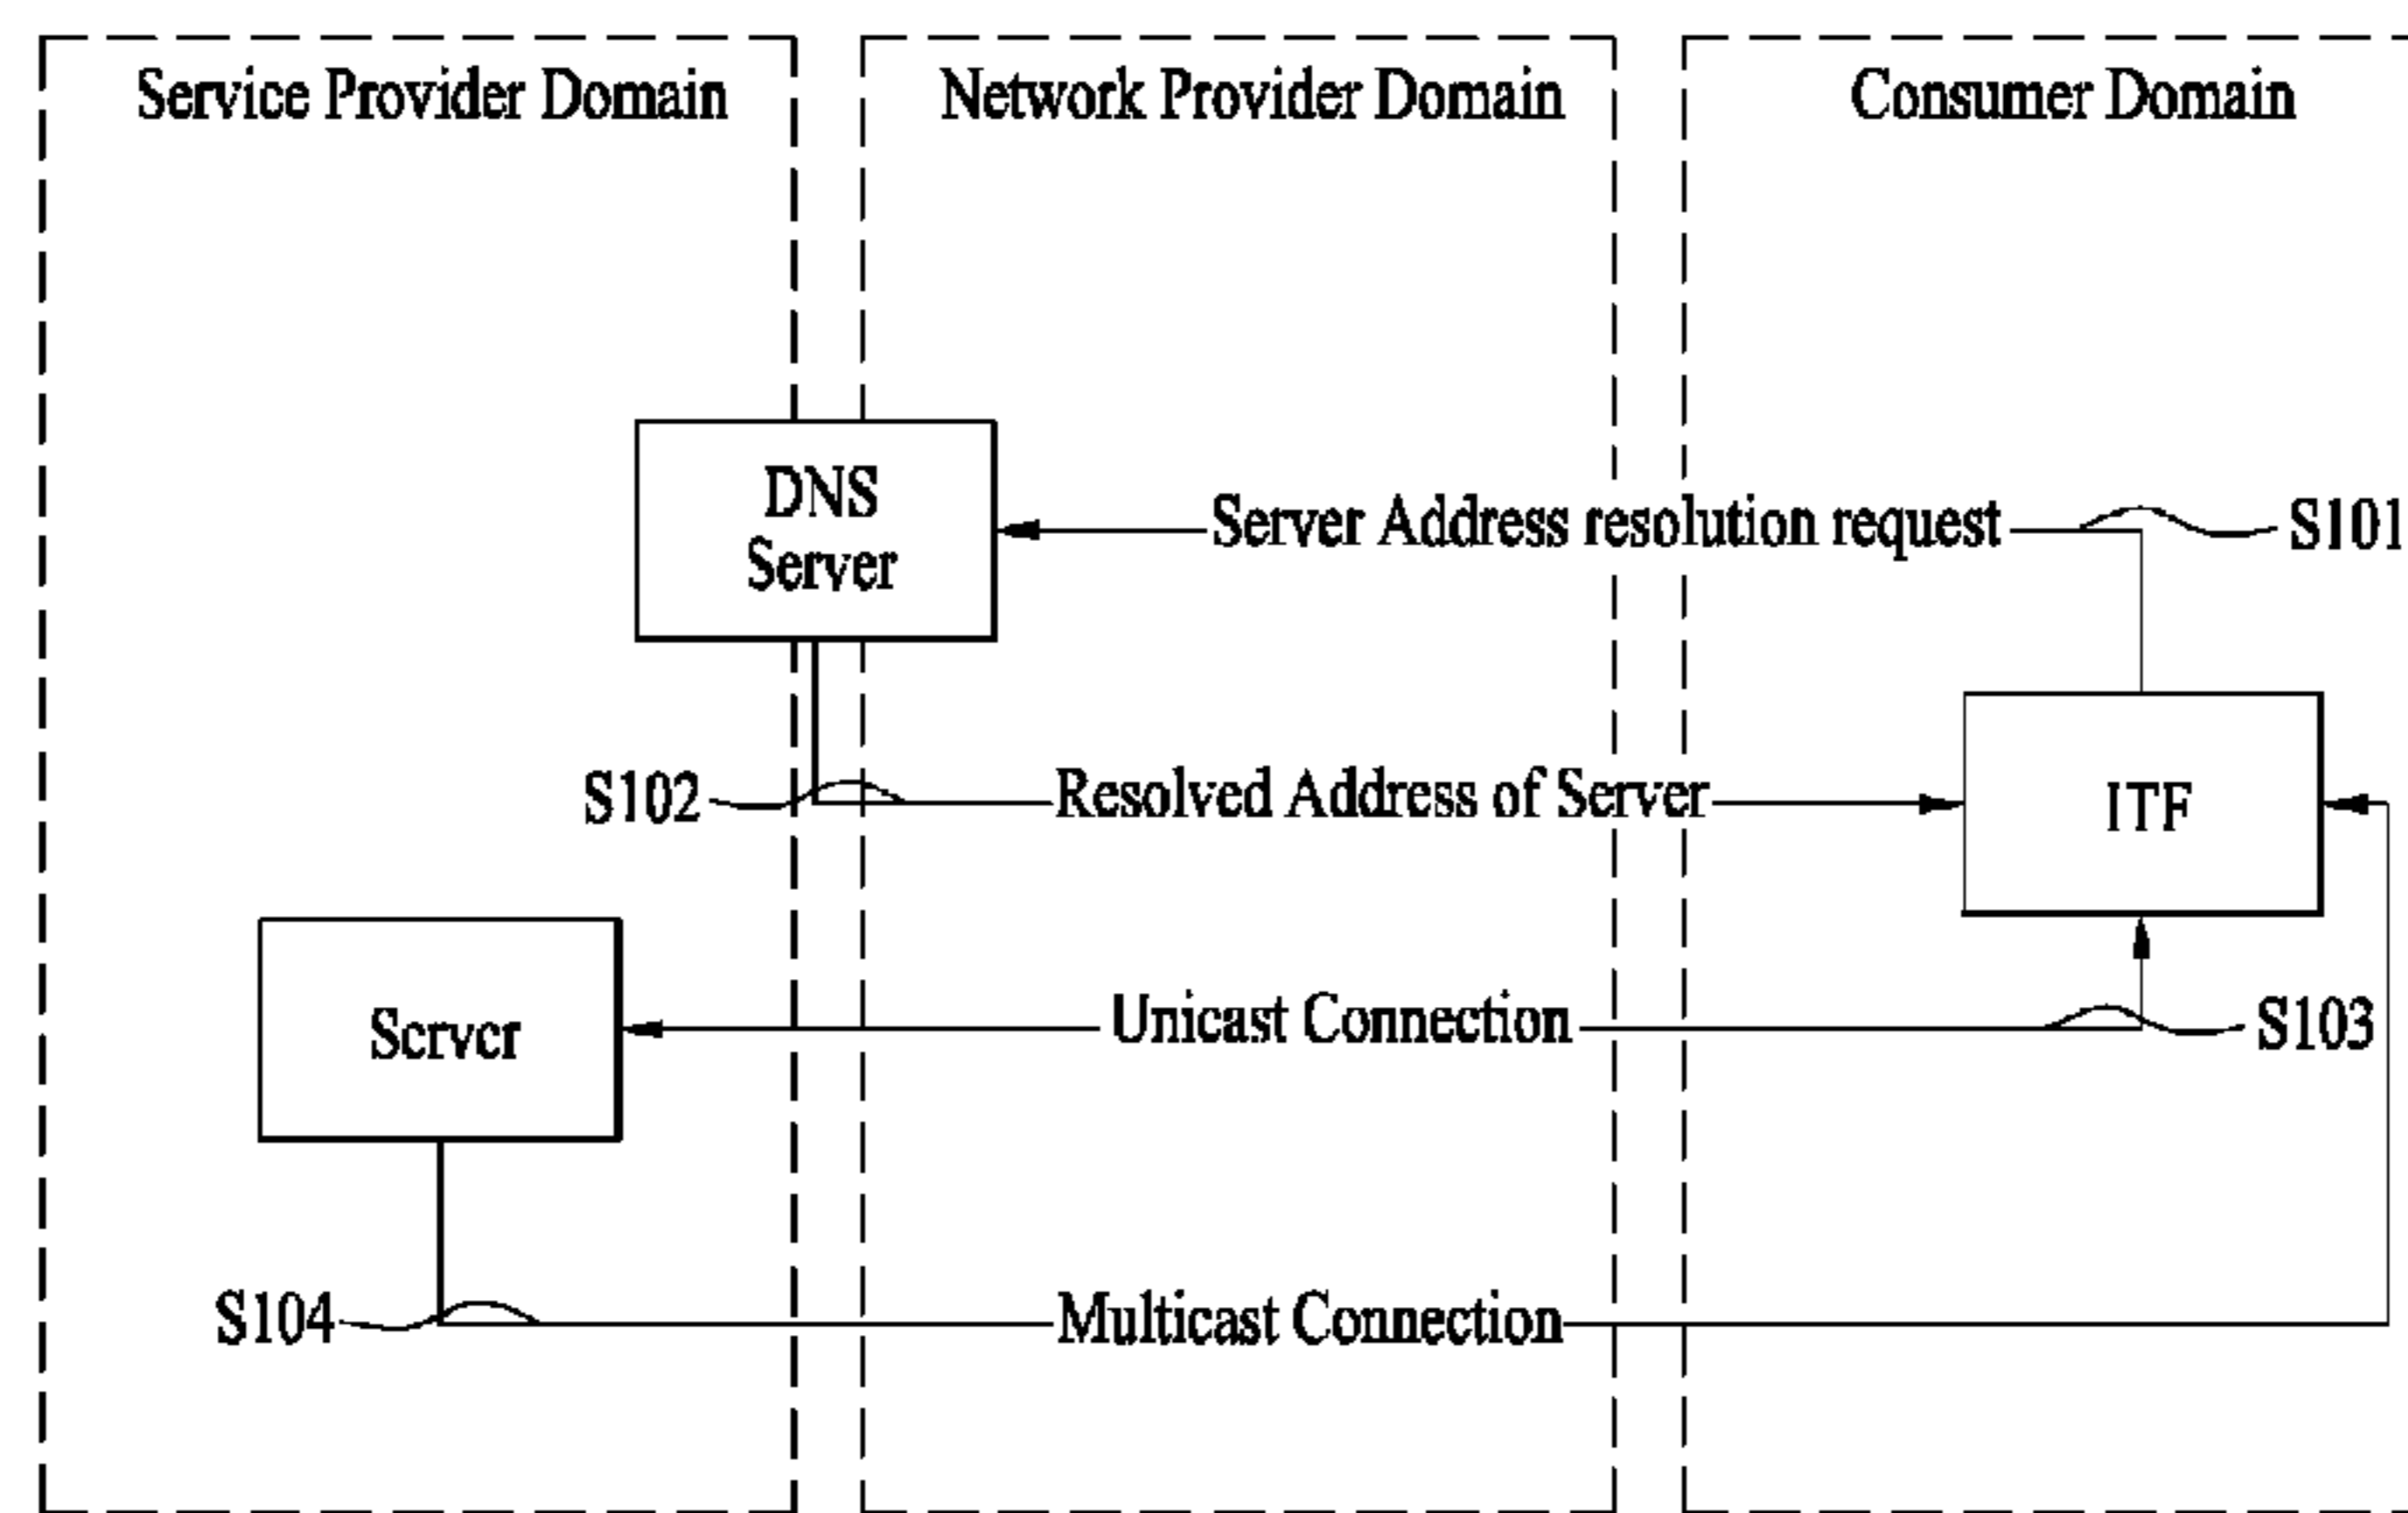 Service Provider Domain
Network Provider Domain
Consumer Domain
DNS
Server
Server Address resolution request
S101
S102
Resolved Address of Server
ITF
Server
Unicast Connection
S103
S104
Multicast Connection